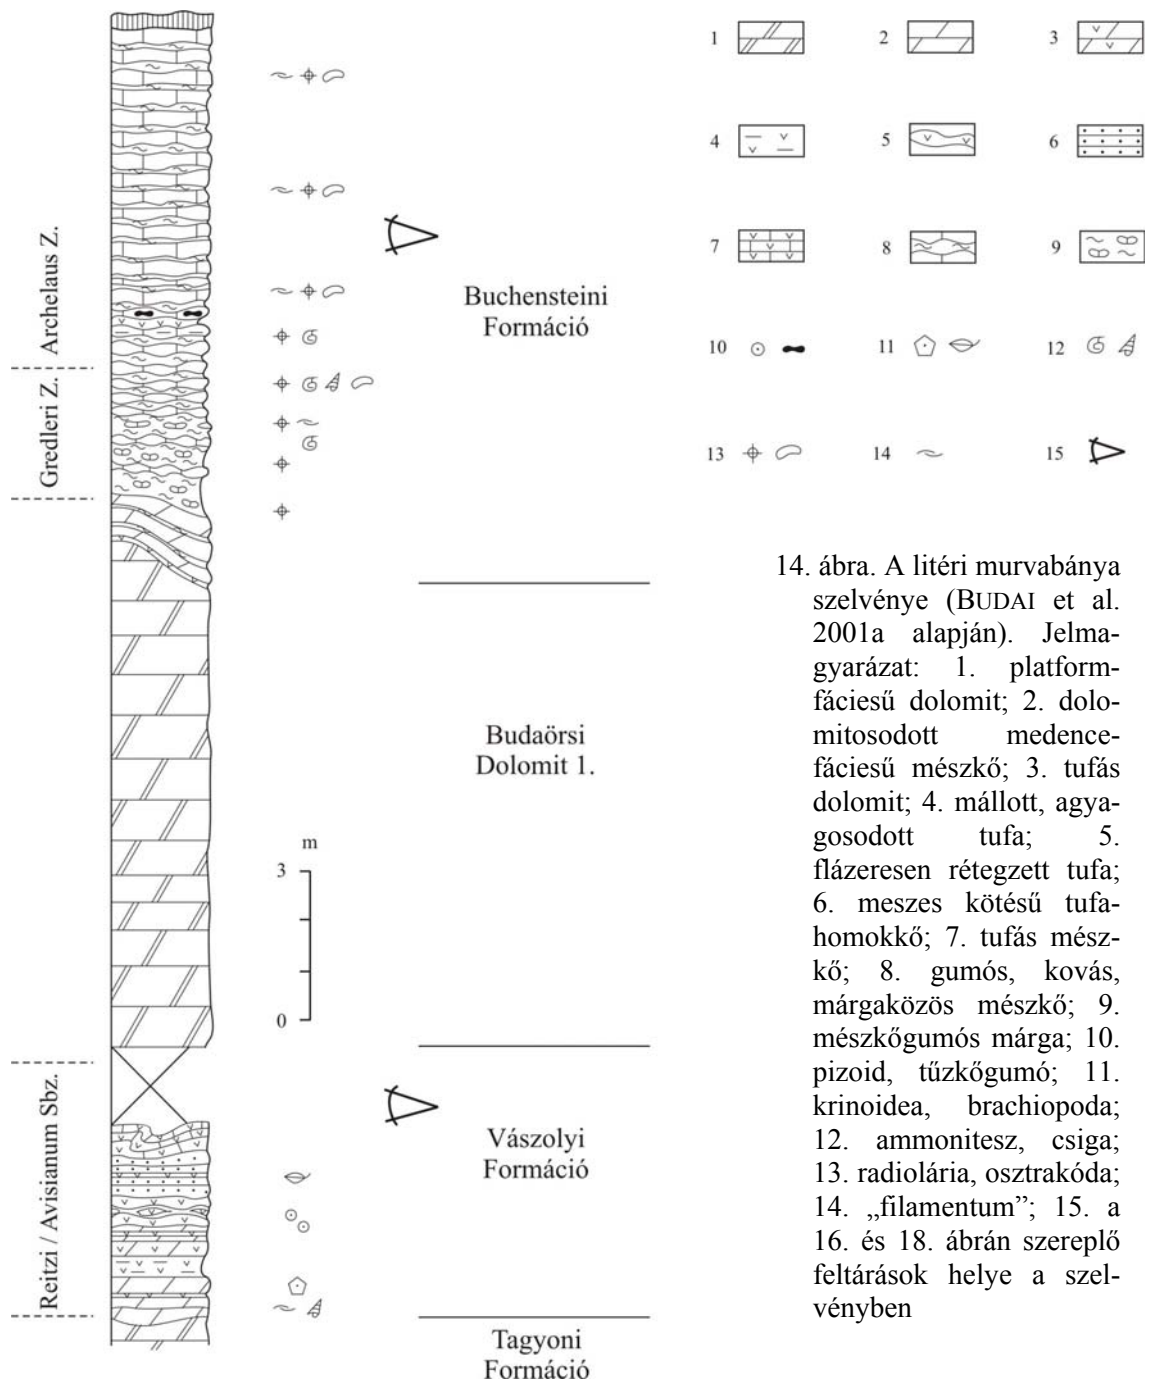 1
2
3
4
5
6
7
8
9
10
11
12
13
14
15
Archelaus Z.
Gredleri Z.
Reitzi / Avisianum Sbz.
Buchensteini
Formáció
Budaörsi
Dolomit 1.
m
3
0
Vászolyi
Formáció
Tagyoni
Formáció
14. ábra. A litéri murvabánya
szelvénye (BUDAI et al.
2001a alapján). Jelma-
gyarázat: 1. platform-
fáciesű dolomit; 2. dolo-
mitosodott medence-
fáciesű mészkő; 3. tufás
dolomit; 4. mállott, agya-
gosodott tufa; 5.
flázeresen rétegzett tufa;
6. meszes kötésű tufa-
homokkő; 7. tufás mész-
kő; 8. gumós, kovás,
márgaközös mészkő; 9.
mészkőgumós márga; 10.
pizoid, tűzkőgumó; 11.
krinoidea, brachiopoda;
12. ammonitesz, csiga;
13. radiolária, osztrakóda;
14. „filamentum”; 15. a
16. és 18. ábrán szereplő
feltárások helye a szel-
vényben